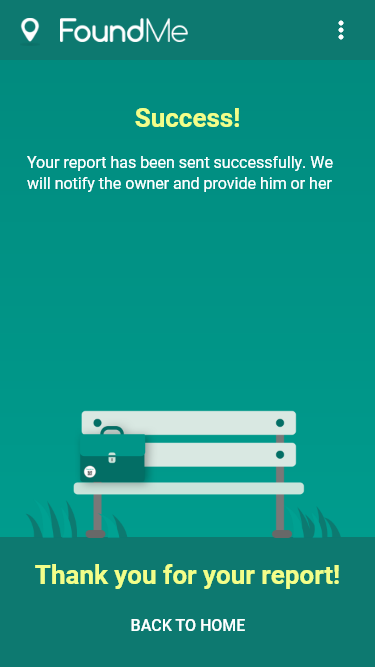 FoundMe
Success!
Your report has been sent successfully. We
will notify the owner and provide him or her
Thank you for your report!
BACK TO HOME